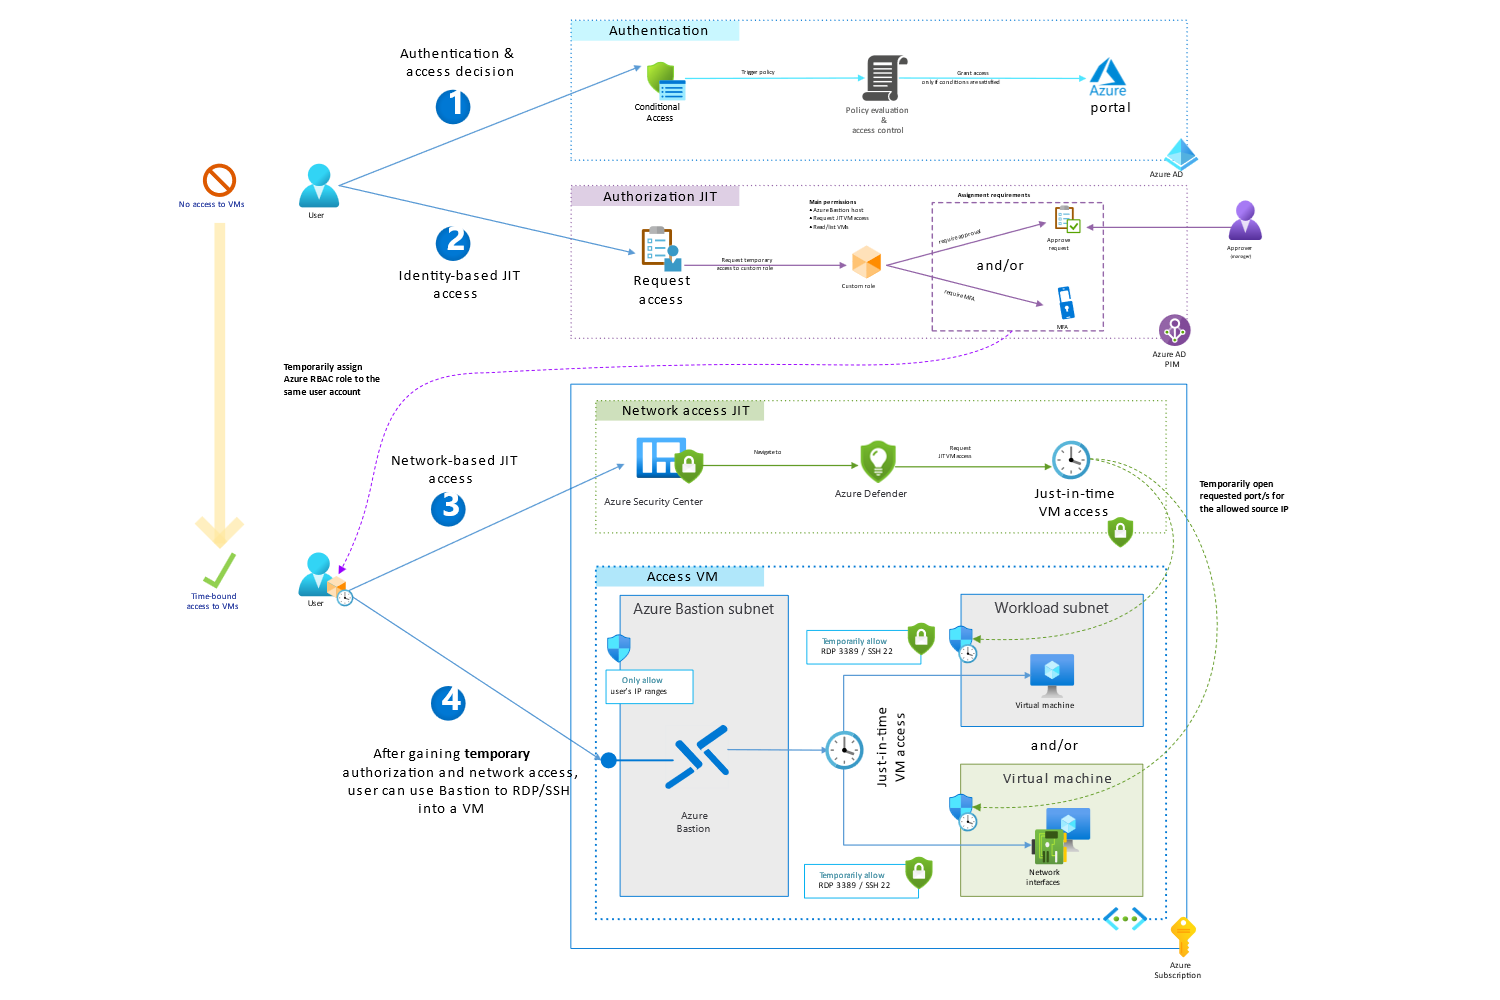 Authentication
Authentication &
access decision
1
Trigger policy
Grant access
only if conditions are satisfied
Conditional
Access
Policy evaluation
&
access control
Azure
portal
Azure AD
No access to VMs
User
Authorization JIT
2
Identity-based JIT
access
Request
access
Request temporary
access to custom role
Main permissions
• Azure Bastion host
• Request JIT VM access
• Read/list VMs
Custom role
Assignment requirements
require approval
require MFA
and/or
Approve
request
MFA
Approver
(manager)
Azure AD
PIM
Temporarily assign
Azure RBAC role to the
same user account
Network access JIT
Network-based JIT
access
3
Azure Security Center
Navigate to
Azure Defender
Request
JIT VM access
Just-in-time
VM access
Temporarily open
requested port/s for
the allowed source IP
Time-bound
access to VMs
User
Access VM
Azure Bastion subnet
Only allow
user's IP ranges
Azure
Bastion
4
After gaining temporary
authorization and network access,
user can use Bastion to RDP/SSH
into a VM
Temporarily allow
RDP 3389 / SSH 22
Just-in-time
VM access
Workload subnet
Virtual machine
and/or
Virtual machine
Network
interfaces
Temporarily allow
RDP 3389 / SSH 22
Azure
Subscription